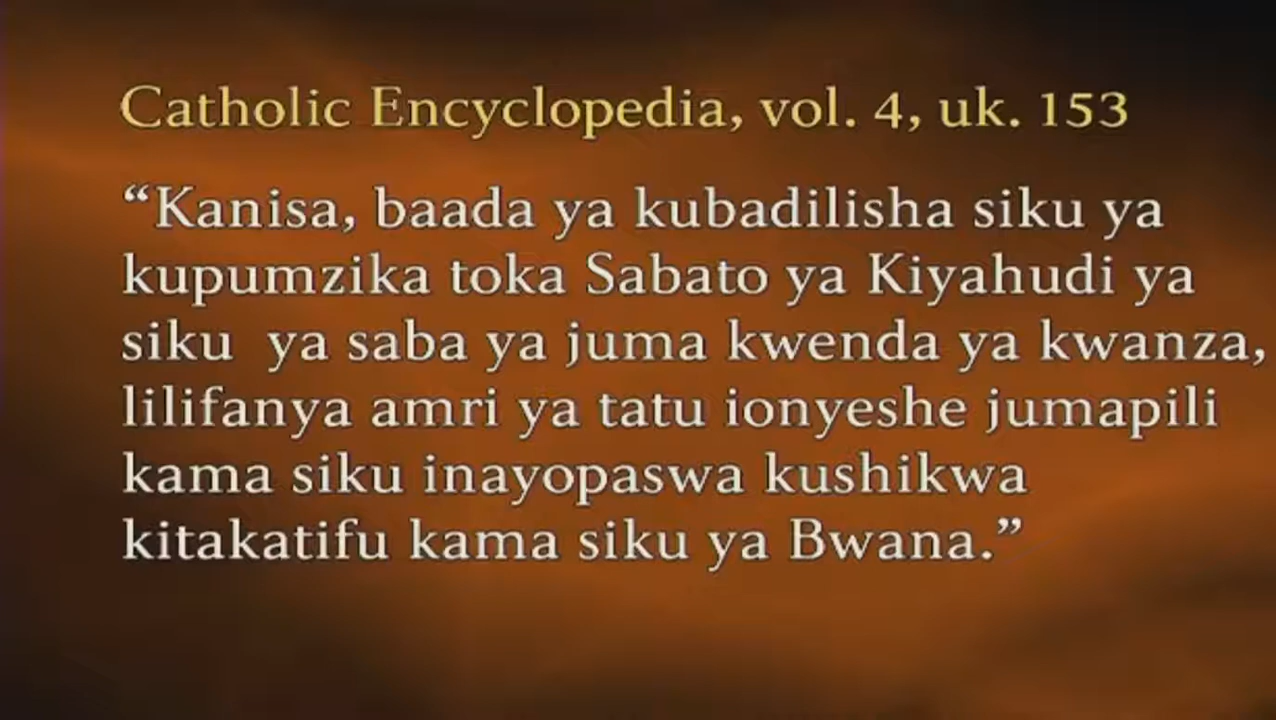 Catholic Encyclopedia, vol. 4, uk. 153
“Kanisa, baada ya kubadilisha siku ya
kupumzika toka Sabato ya Kiyahudi ya
siku  ya saba ya juma kwenda ya kwanza,
lilifanya amri ya tatu ionyeshe jumapili
kama siku inayopaswa kushikwa
kitakatifu kama siku ya Bwana.”